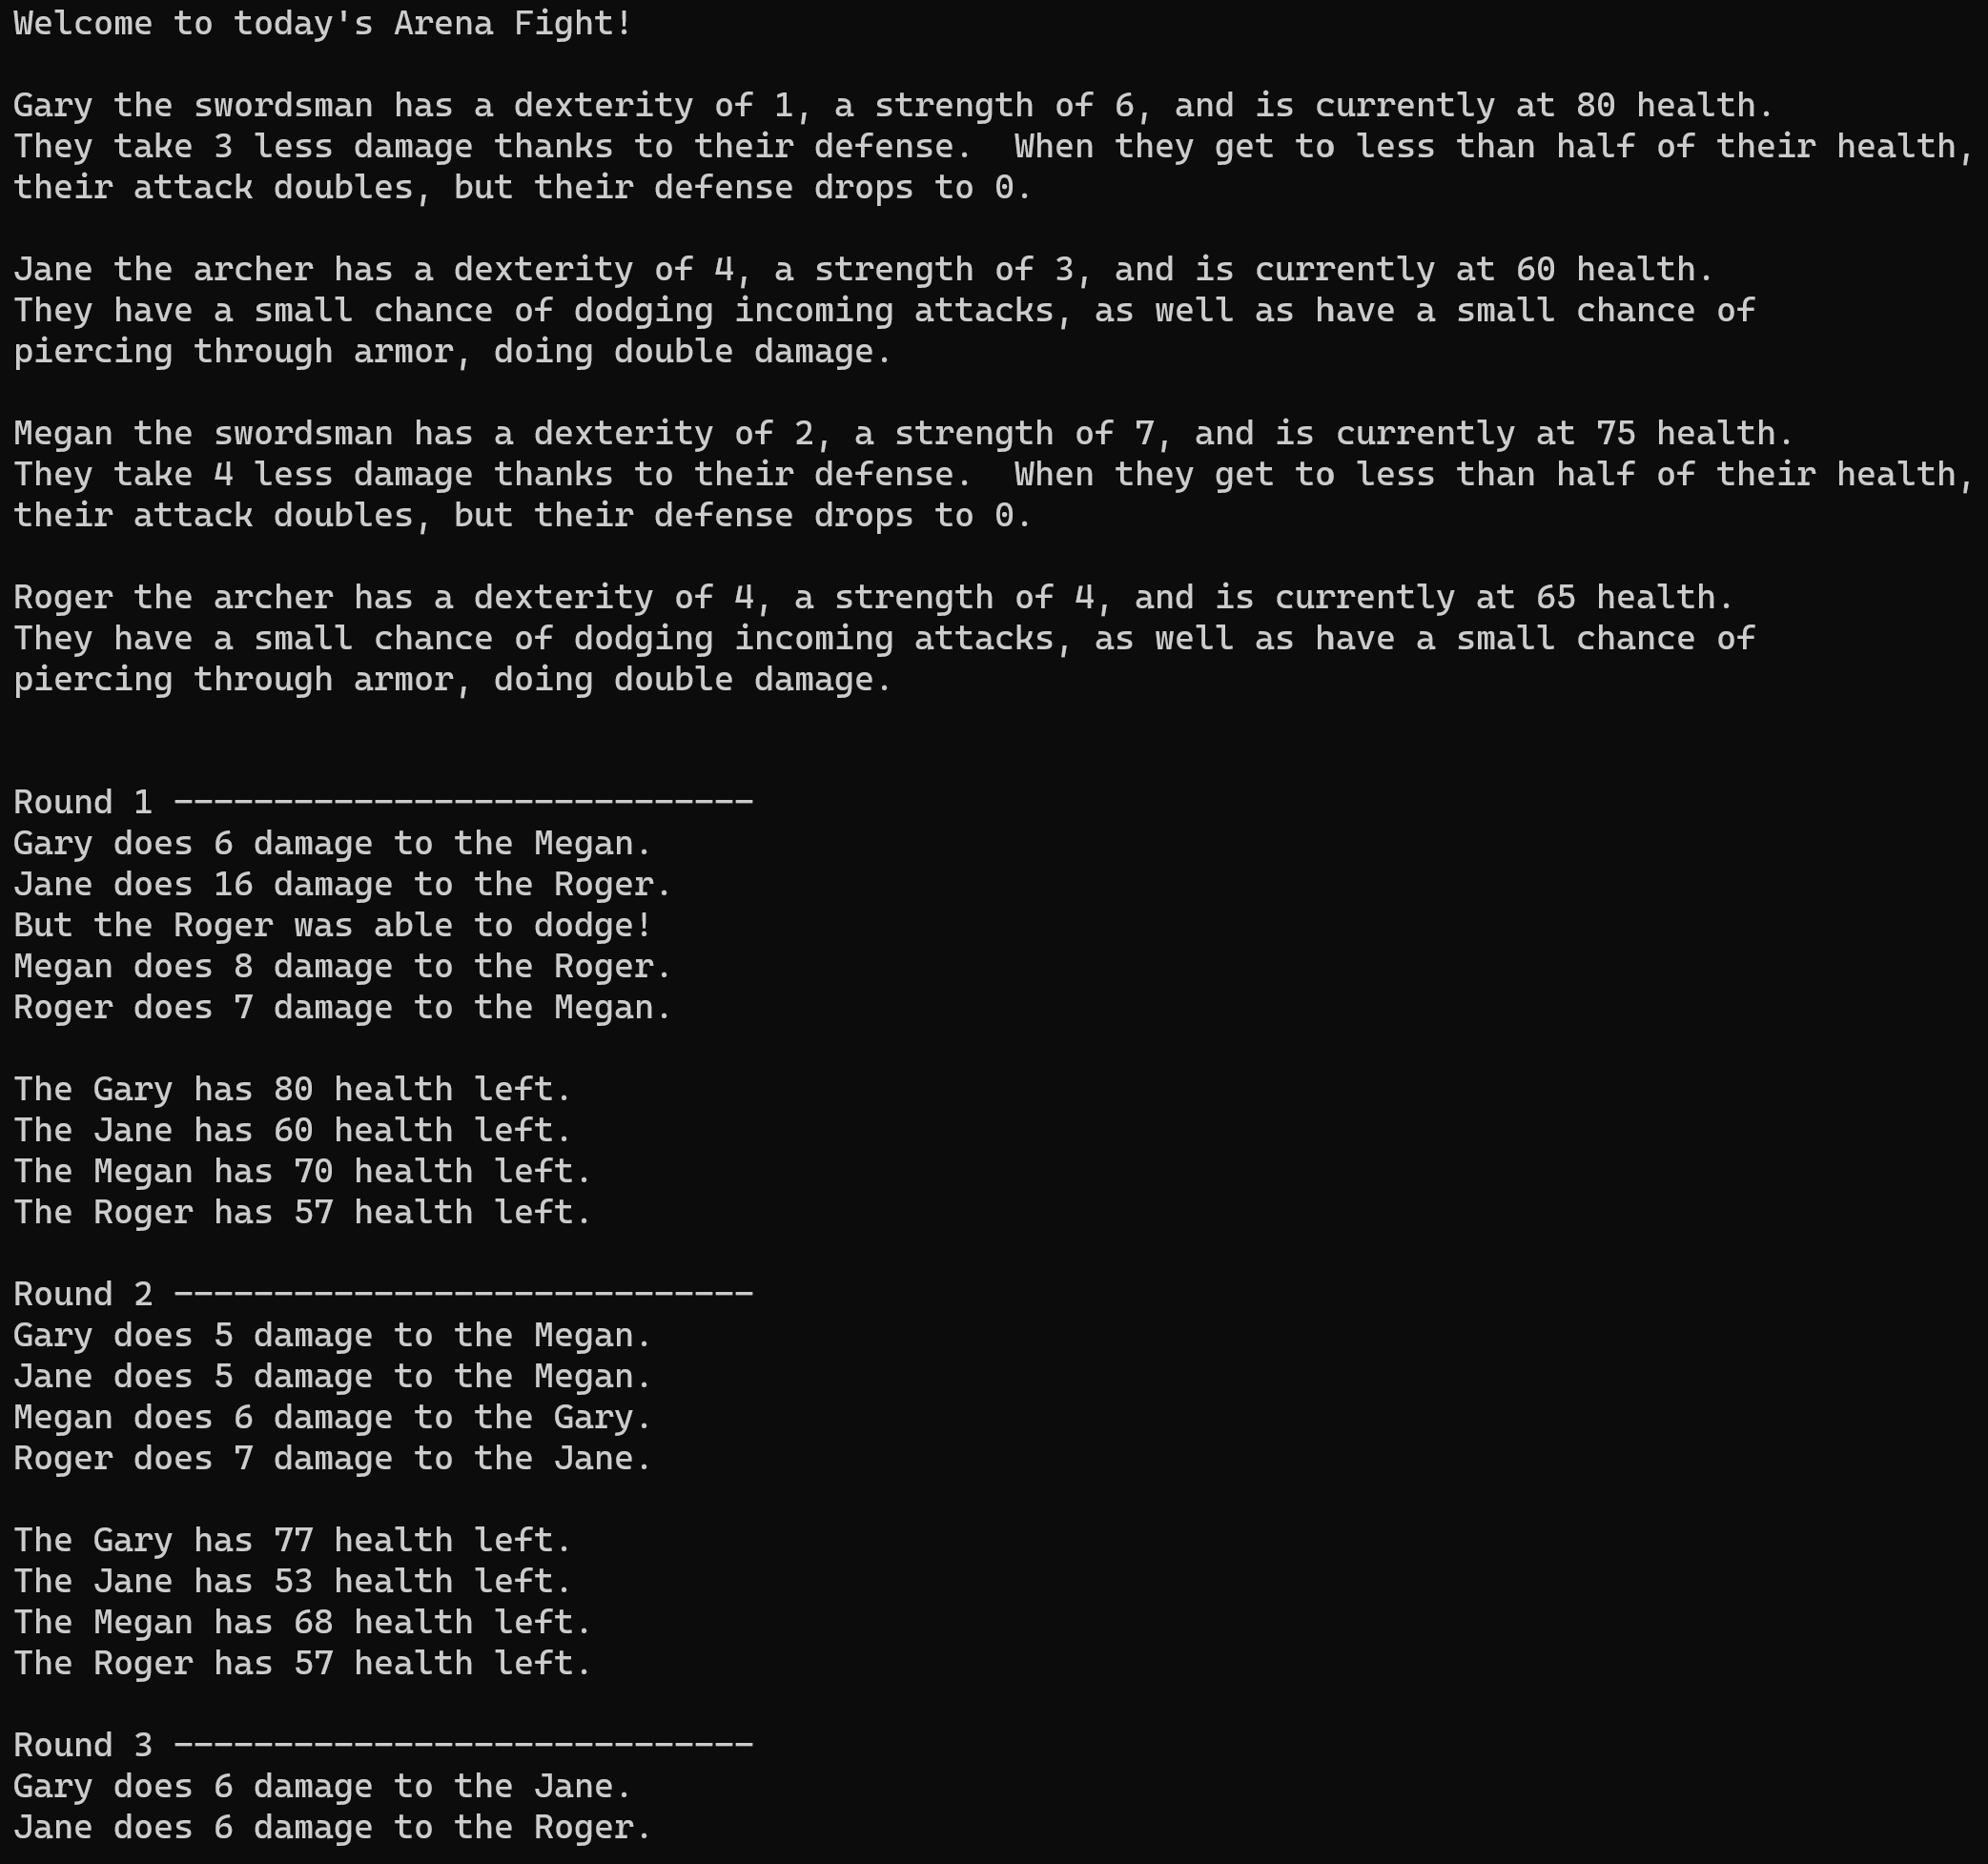 Welcome to today's Arena Fight!

Gary the swordsman has a dexterity of 1, a strength of 6, and is currently at 80 health.
They take 3 less damage thanks to their defense.  When they get to less than half of their health,
their attack doubles, but their defense drops to 0.

Jane the archer has a dexterity of 4, a strength of 3, and is currently at 60 health.
They have a small chance of dodging incoming attacks, as well as have a small chance of
piercing through armor, doing double damage.

Megan the swordsman has a dexterity of 2, a strength of 7, and is currently at 75 health.
They take 4 less damage thanks to their defense.  When they get to less than half of their health,
their attack doubles, but their defense drops to 0.

Roger the archer has a dexterity of 4, a strength of 4, and is currently at 65 health.
They have a small chance of dodging incoming attacks, as well as have a small chance of
piercing through armor, doing double damage.


Round 1 -----------------------------
Gary does 6 damage to the Megan.
Jane does 16 damage to the Roger.
But the Roger was able to dodge!
Megan does 8 damage to the Roger.
Roger does 7 damage to the Megan.

The Gary has 80 health left.
The Jane has 60 health left.
The Megan has 70 health left.
The Roger has 57 health left.

Round 2 -----------------------------
Gary does 5 damage to the Megan.
Jane does 5 damage to the Megan.
Megan does 6 damage to the Gary.
Roger does 7 damage to the Jane.

The Gary has 77 health left.
The Jane has 53 health left.
The Megan has 68 health left.
The Roger has 57 health left.

Round 3 -----------------------------
Gary does 6 damage to the Jane.
Jane does 6 damage to the Roger.